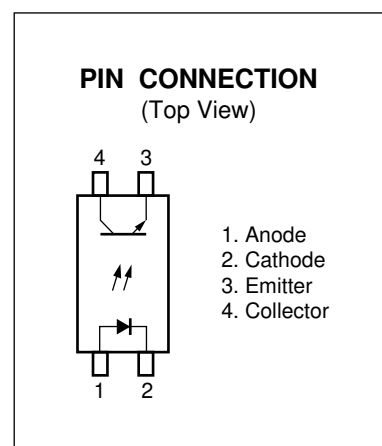 PIN CONNECTION
(Top View)
4 3
1. Anode
2. Cathode
3. Emitter
4. Collector
1 2